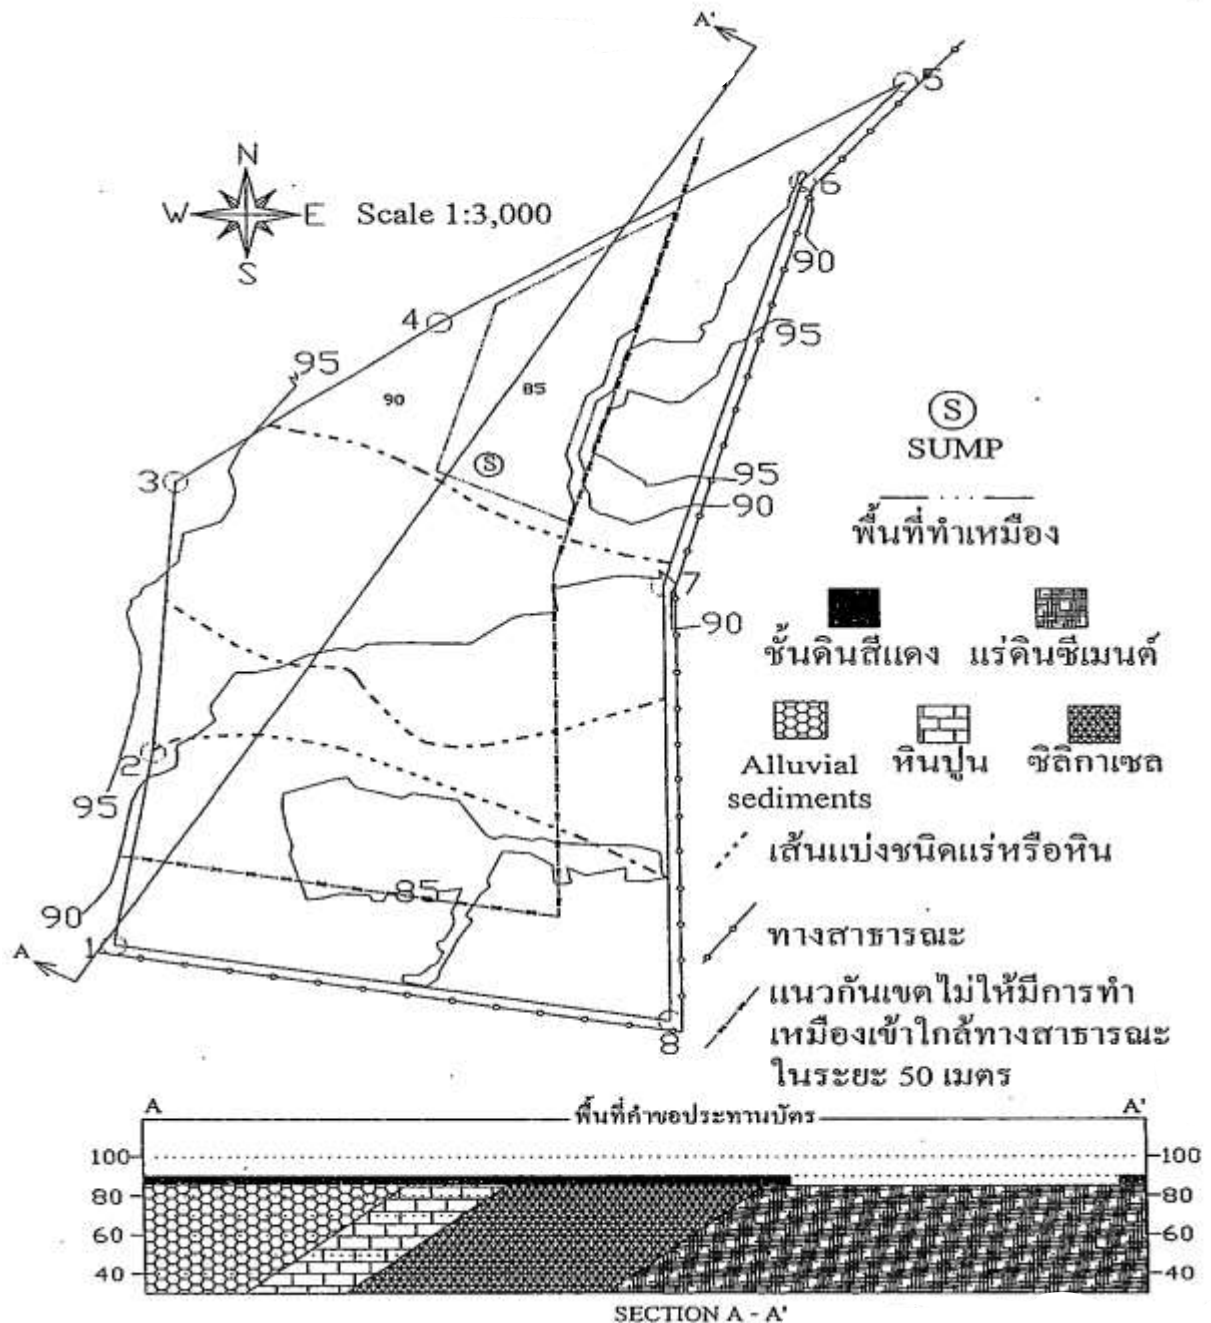 A'
5
N
W E Scale 1:3,000
S
6
90
4
95
95
90
85
S
S
SUMP
3
95
90
พื้นที่ทำเหมือง
7
90
ชั้นดินสีแดง แร่ดินซีเมนต์
2
95
Alluvial sediments
หินปูน
ซิลิกาเซล
เส้นแบ่งชนิดแร่หรือหิน
85
90
1
A
ทางสาธารณะ
แนวกันเขตไม่ให้มีการทำ
เหมืองเข้าใกล้ทางสาธารณะ
ในระยะ 50 เมตร
8
A A'
พื้นที่คำขอประทานบัตร
100 100
80 80
60 60
40 40
SECTION A - A'